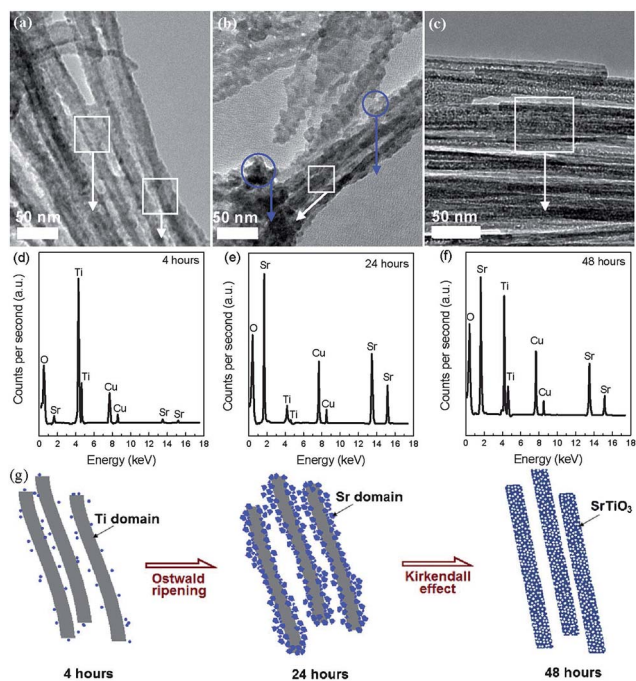 (a)
(b)
(c)
50 nm
50 nm
50 nm
(d)
4 hours
(e)
24 hours
(f)
48 hours
Counts per second (a.u.)
O
Sr
Ti
Ti
Cu
Cu
Sr
Sr
0 2 4 6 8 10 12 14 16 18
Energy (keV)
Counts per second (a.u.)
O
Sr
Ti
Ti
Cu
Cu
Sr
Sr
0 2 4 6 8 10 12 14 16 18
Energy (keV)
Counts per second (a.u.)
O
Sr
Ti
Ti
Cu
Cu
Sr
Sr
0 2 4 6 8 10 12 14 16 18
Energy (keV)
(g)
Ti domain
Ostwald
ripening
Sr domain
Kirkendall
effect
SrTiO₃
4 hours
24 hours
48 hours